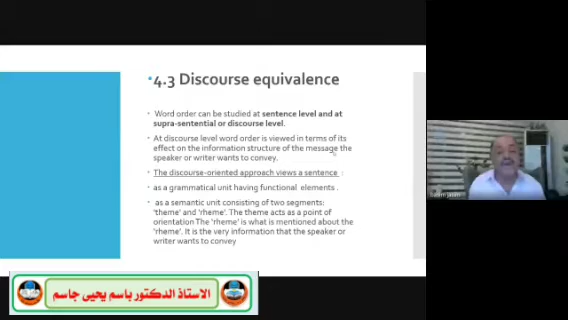 4.3 Discourse equivalence
Word order can be studied at sentence level and at
supra-sentential or discourse level.
At discourse level word order is viewed in terms of its
effect on the information structure of the message the
speaker or writer wants to convey.
The discourse-oriented approach views a sentence :
as a grammatical unit having functional elements .
as a semantic unit consisting of two segments:
'theme' and 'rheme'. The theme acts as a point of
orientation The 'rheme' is what is mentioned about the
'rheme'. It is the very information that the speaker or
writer wants to convey
الاستاذ الدكتور باسم يحيى جاسم